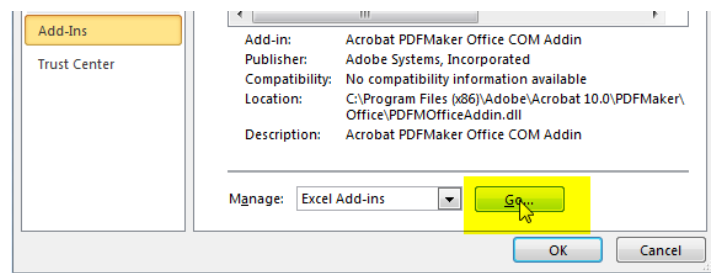 Add-Ins
Trust Center
Add-in: Acrobat PDFMaker Office COM Addin
Publisher: Adobe Systems, Incorporated
Compatibility: No compatibility information available
Location: C:\Program Files (x86)\Adobe\Acrobat 10.0\PDFMaker\
Office\PDFMOfficeAddin.dll
Description: Acrobat PDFMaker Office COM Addin
Manage: Excel Add-ins Go...
OK Cancel